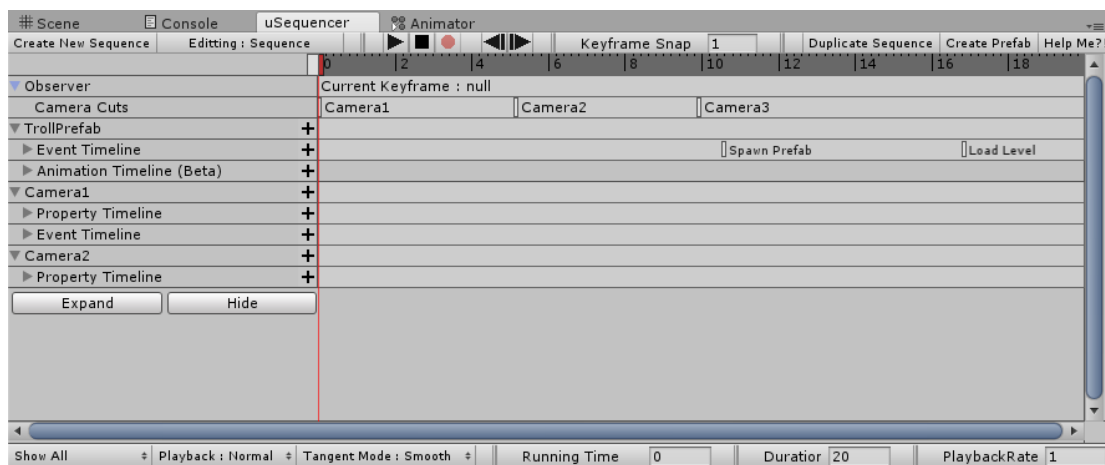 Scene Console uSequencer Animator
Create New Sequence Editting : Sequence Keyframe Snap 1 Duplicate Sequence Create Prefab Help Me?
0 2 4 6 8 10 12 14 16 18
Observer Current Keyframe : null
Camera Cuts Camera1 Camera2 Camera3
TrollPrefab +
Event Timeline + Spawn Prefab Load Level
Animation Timeline (Beta) +
Camera1 +
Property Timeline +
Event Timeline +
Camera2 +
Property Timeline +
Expand Hide
Show All Playback : Normal Tangent Mode : Smooth Running Time 0 Duratior 20 PlaybackRate 1